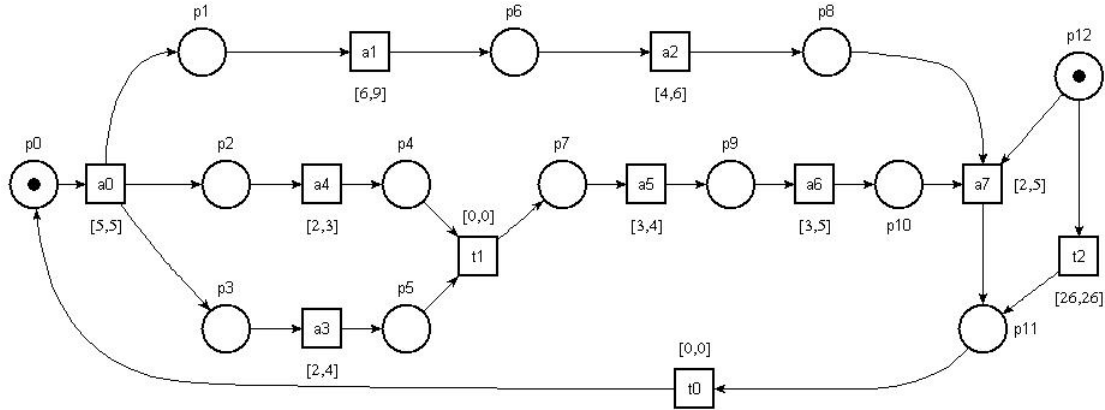 p1
p6
p8
p12
a1
a2
[6,9]
[4,6]
p0
p2
p4
p7
p9
a0
a4
a5
a6
a7
[2,5]
[5,5]
[2,3]
[0,0]
[3,4]
[3,5]
p10
t1
t2
p3
p5
[26,26]
a3
p11
[0,0]
[2,4]
t0